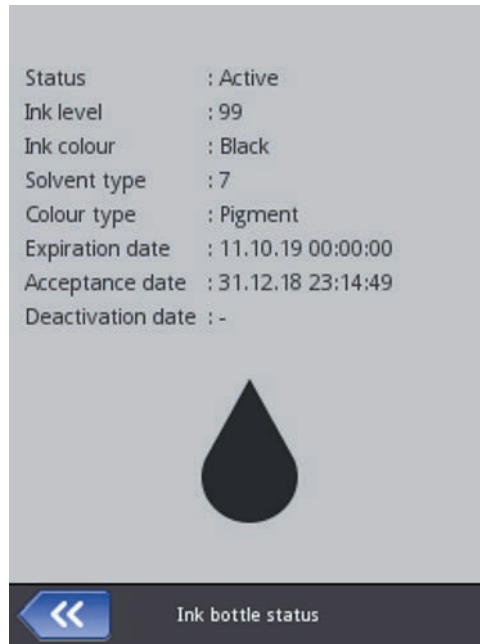 Status : Active
Ink level : 99
Ink colour : Black
Solvent type : 7
Colour type : Pigment
Expiration date : 11.10.19 00:00:00
Acceptance date : 31.12.18 23:14:49
Deactivation date : -
Ink bottle status